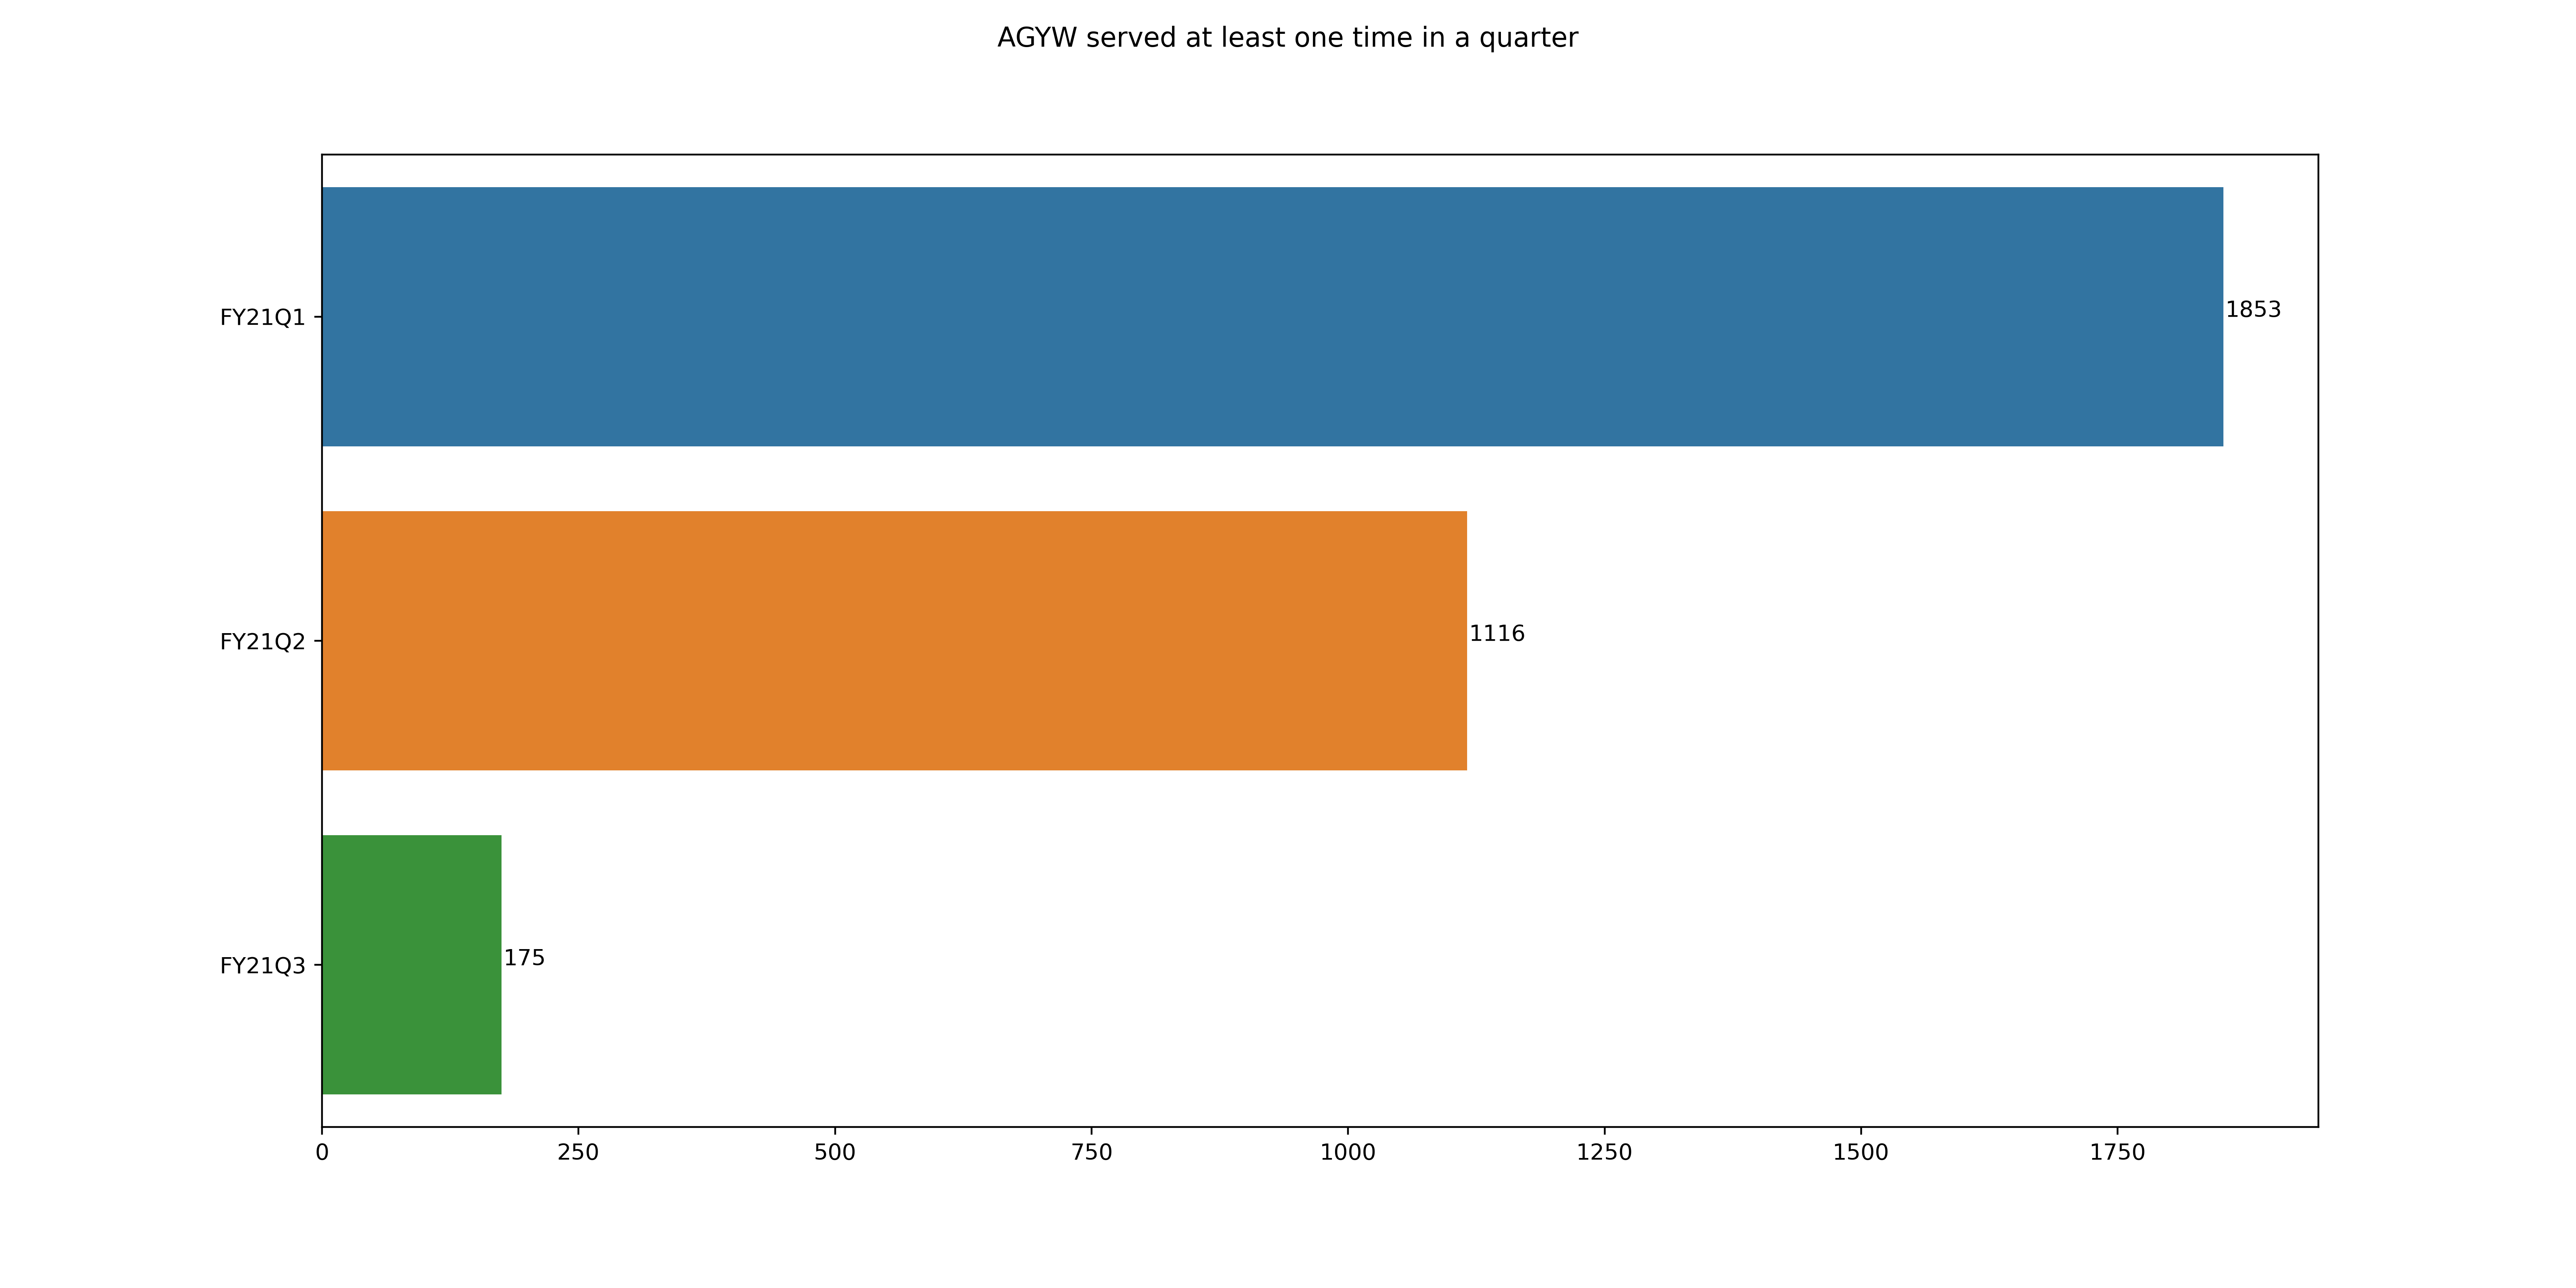 AGYW served at least one time in a quarter
FY21Q1
1853
FY21Q2
1116
FY21Q3
175
0 250 500 750 1000 1250 1500 1750